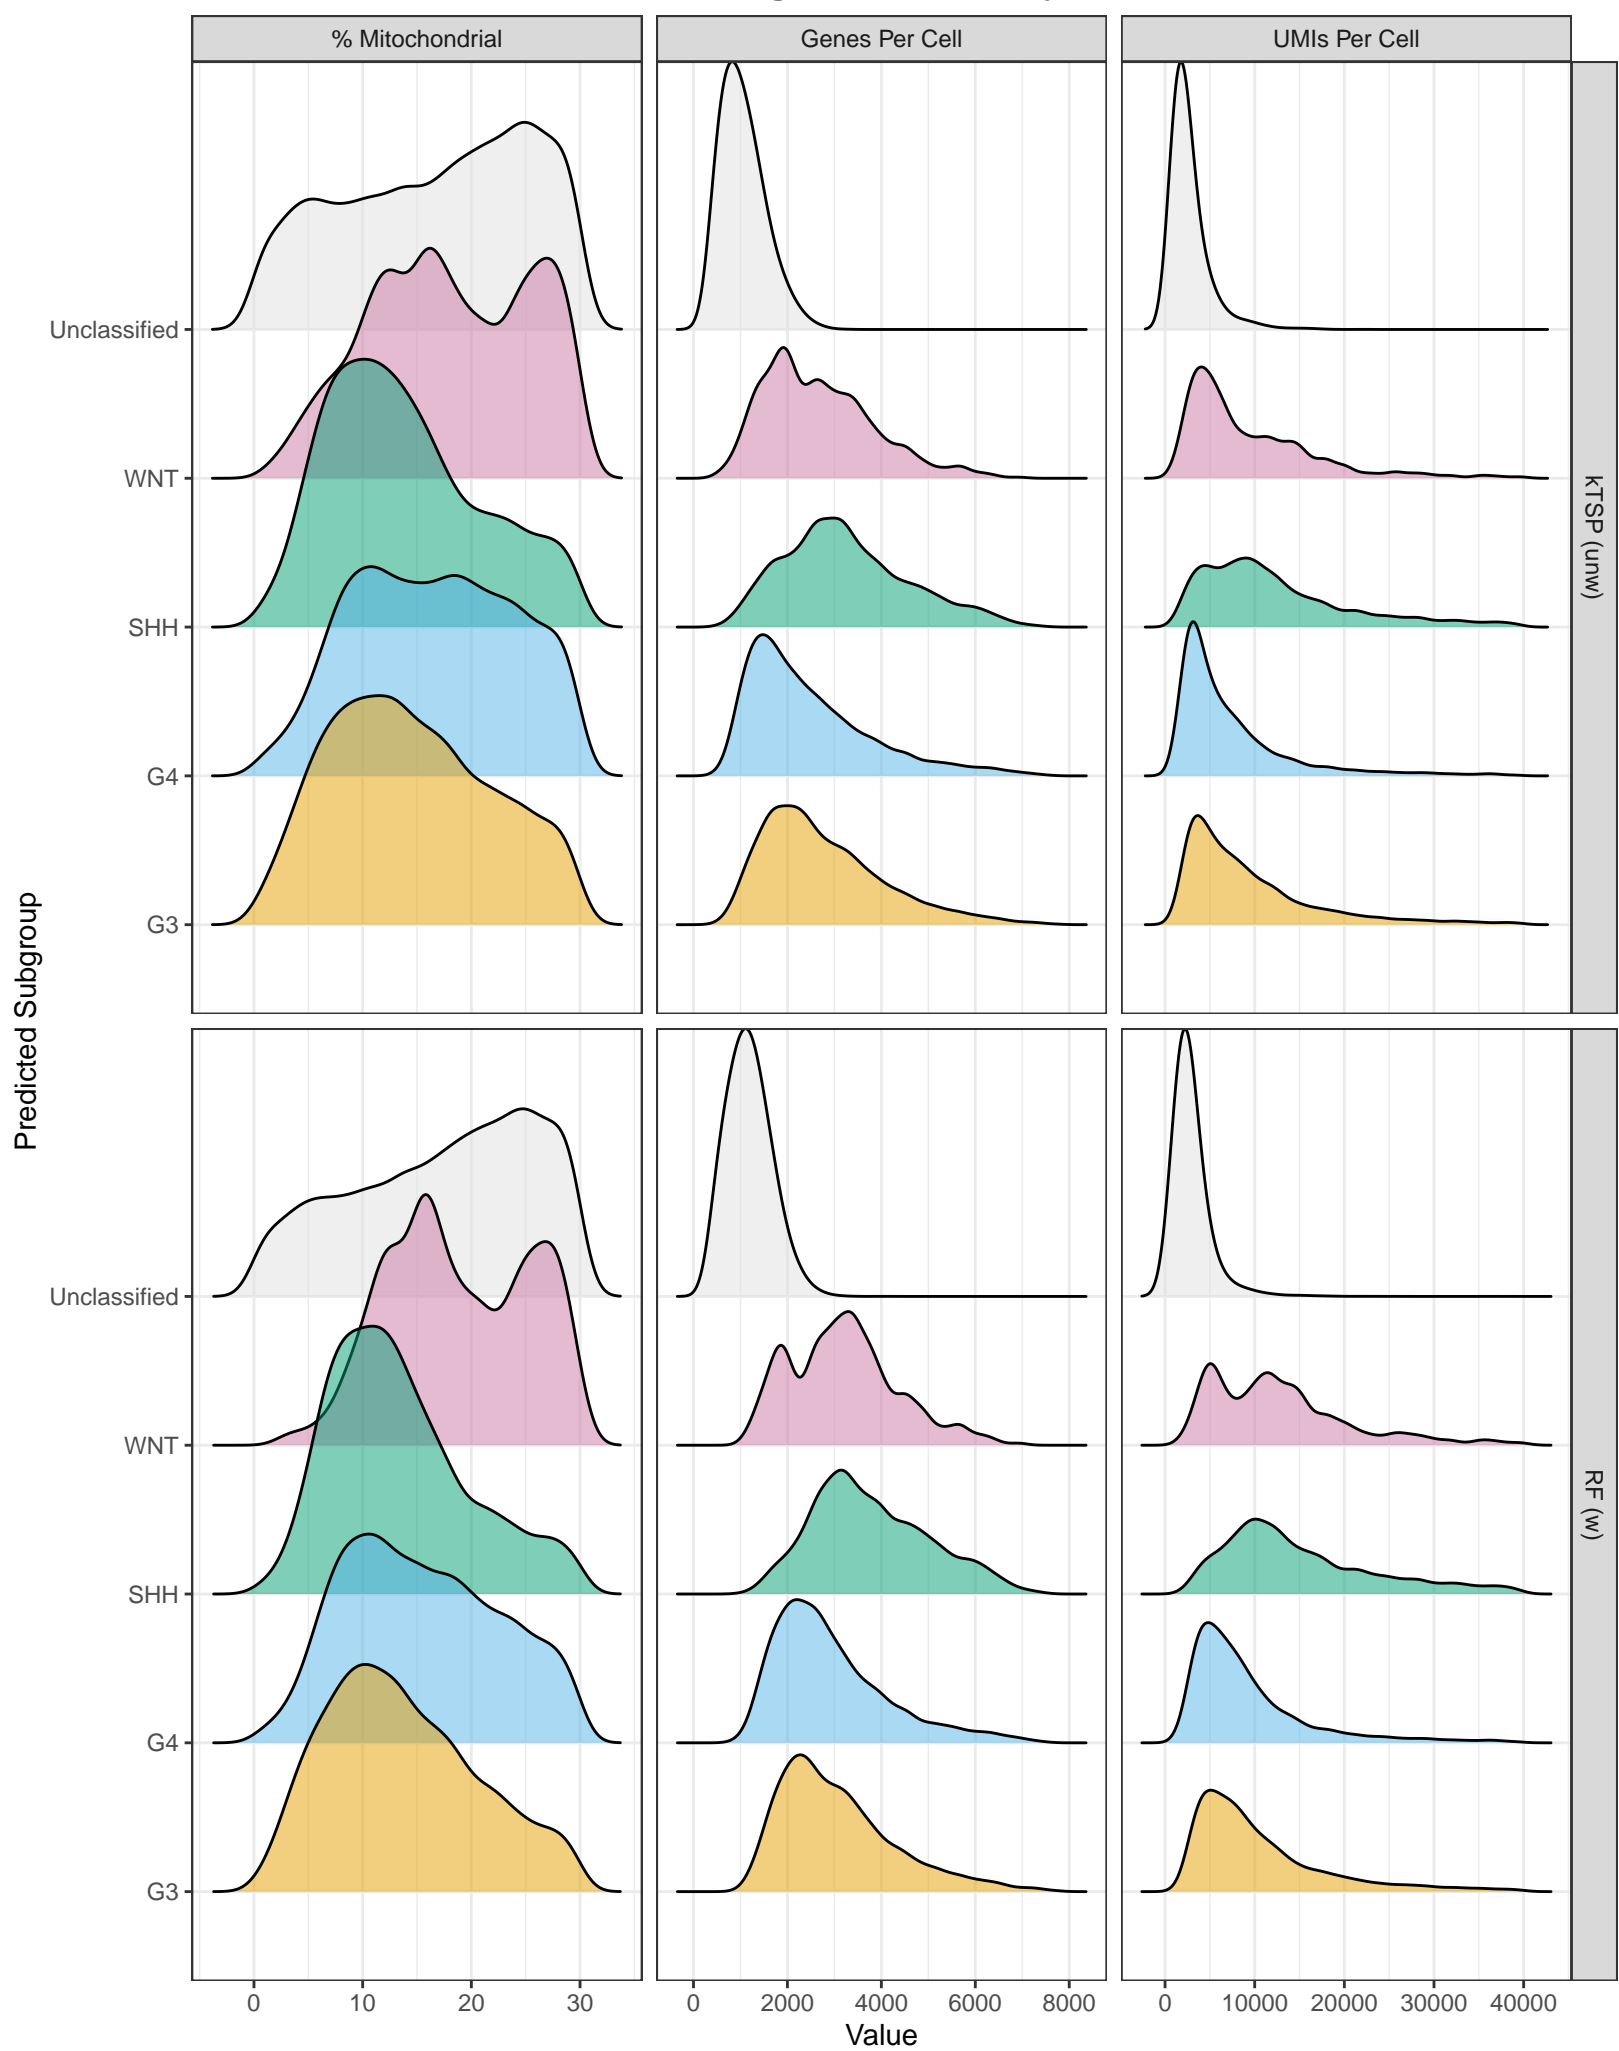 % Mitochondrial
Genes Per Cell
UMIs Per Cell
Unclassified
WNT
SHH
G4
G3
kTSP (unw)
Unclassified
WNT
SHH
G4
G3
RF (w)
Predicted Subgroup
0 10 20 30
0 2000 4000 6000 8000
0 10000 20000 30000 40000
Value